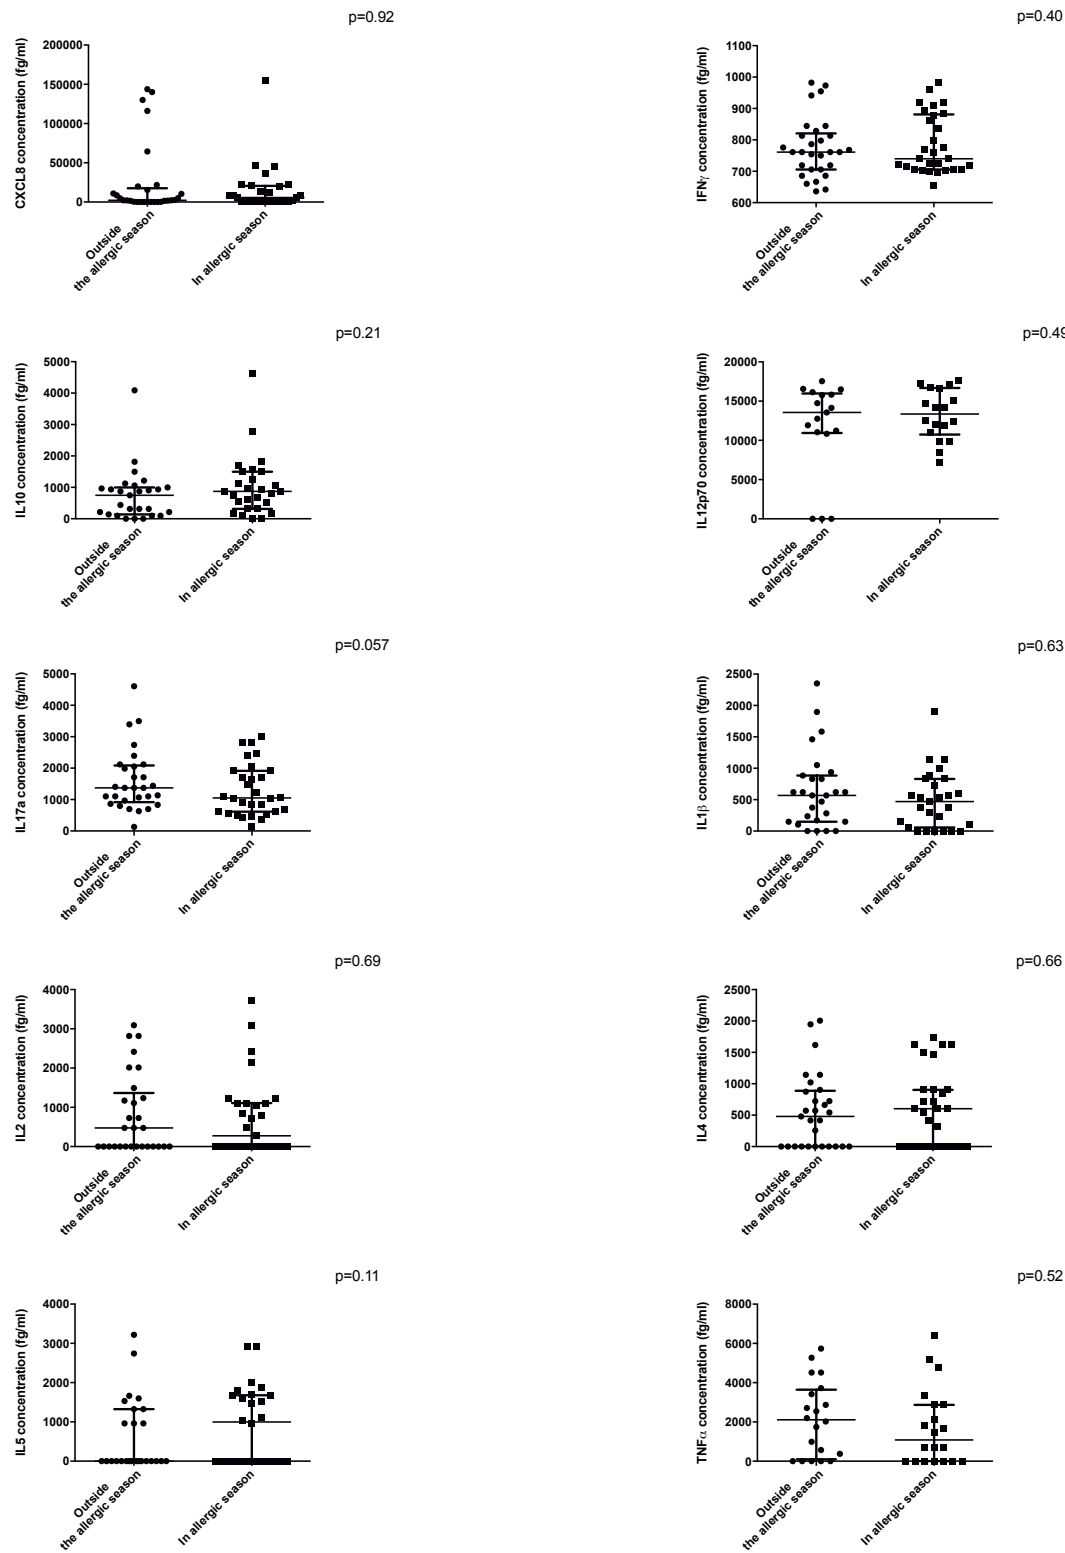 p=0.92
CXCL8 concentration (fg/ml)
200000
150000
100000
50000
0
Outside
the allergic season
In allergic season
p=0.40
IFNγ concentration (fg/ml)
1100
1000
900
800
700
600
Outside
the allergic season
In allergic season
p=0.21
IL10 concentration (fg/ml)
5000
4000
3000
2000
1000
0
Outside
the allergic season
In allergic season
p=0.49
IL12p70 concentration (fg/ml)
20000
15000
10000
5000
0
Outside
the allergic season
In allergic season
p=0.057
IL17a concentration (fg/ml)
5000
4000
3000
2000
1000
0
Outside
the allergic season
In allergic season
p=0.63
IL1β concentration (fg/ml)
2500
2000
1500
1000
500
0
Outside
the allergic season
In allergic season
p=0.69
IL2 concentration (fg/ml)
4000
3000
2000
1000
0
Outside
the allergic season
In allergic season
p=0.66
IL4 concentration (fg/ml)
2500
2000
1500
1000
500
0
Outside
the allergic season
In allergic season
p=0.11
IL5 concentration (fg/ml)
4000
3000
2000
1000
0
Outside
the allergic season
In allergic season
p=0.52
TNFα concentration (fg/ml)
8000
6000
4000
2000
0
Outside
the allergic season
In allergic season